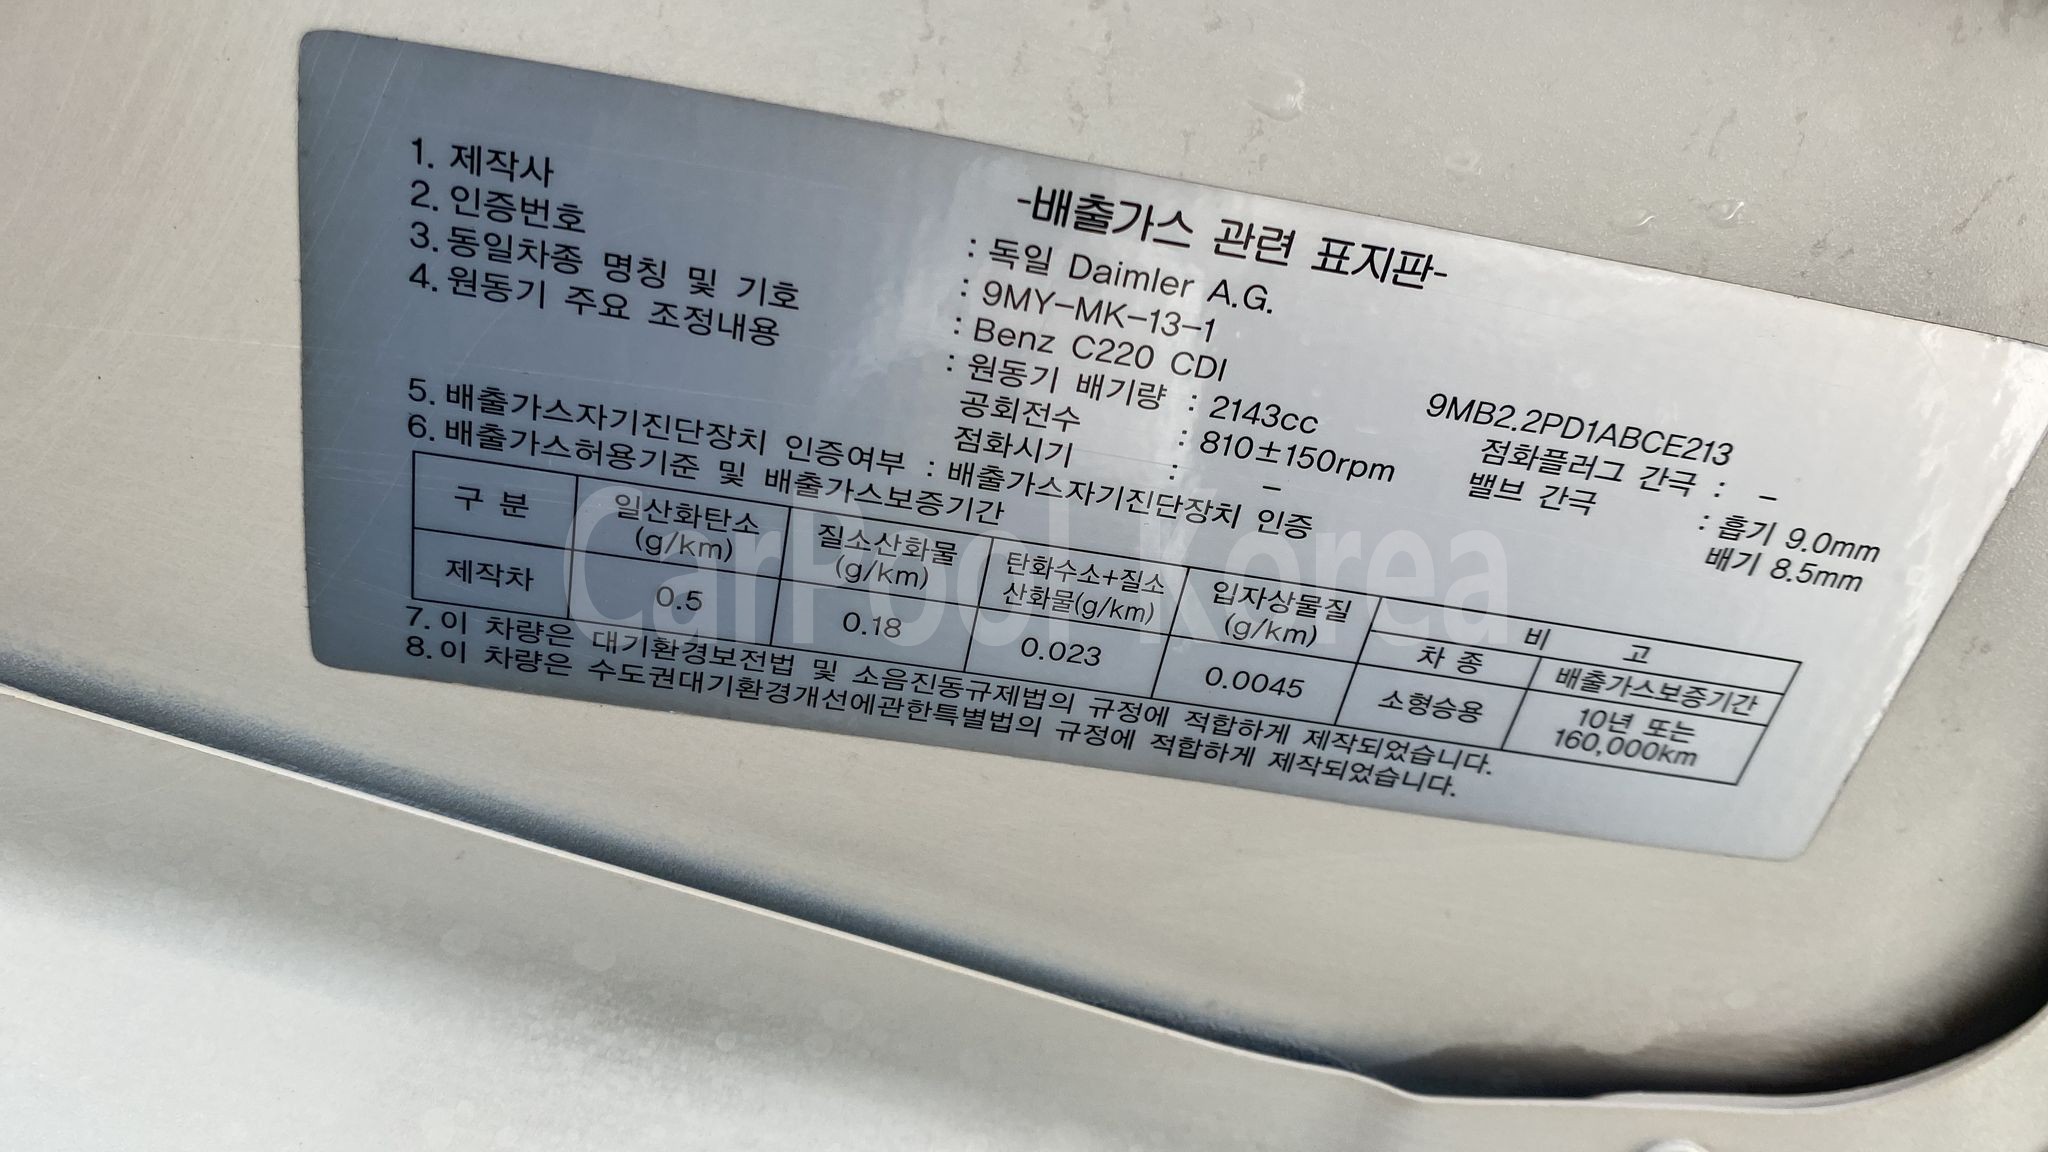 -배출가스 관련 표지판-
1. 제작사 : 독일 Daimler A.G.
2. 인증번호 : 9MY-MK-13-1
3. 동일차종 명칭 및 기호 : Benz C220 CDI 9MB2.2PD1ABCE213
4. 원동기 주요 조정내용 : 원동기 배기량 : 2143cc 점화플러그 간극 : -
공회전수 : 810±150rpm 밸브 간극 : 흡기 9.0mm
점화시기 : - 배기 8.5mm
5. 배출가스자기진단장치 인증여부 : 배출가스자기진단장치 인증
6. 배출가스허용기준 및 배출가스보증기간
구 분 일산화탄소 (g/km) 질소산화물 (g/km) 탄화수소+질소산화물(g/km) 입자상물질 (g/km) 비 고
차 종 배출가스보증기간
제작차 0.5 0.18 0.023 0.0045 소형승용 10년 또는 160,000km
7. 이 차량은 대기환경보전법 및 소음진동규제법의 규정에 적합하게 제작되었습니다.
8. 이 차량은 수도권대기환경개선에관한특별법의 규정에 적합하게 제작되었습니다.
CarPool Korea